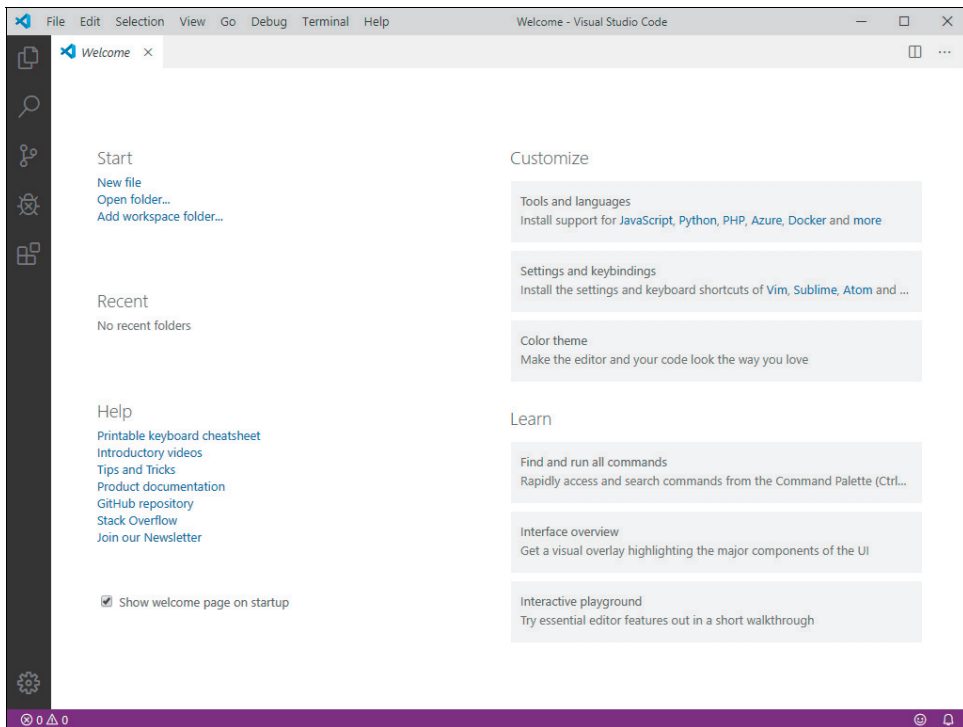 File Edit Selection View Go Debug Terminal Help Welcome - Visual Studio Code
Welcome
Start
New file
Open folder...
Add workspace folder...
Recent
No recent folders
Help
Printable keyboard cheatsheet
Introductory videos
Tips and Tricks
Product documentation
GitHub repository
Stack Overflow
Join our Newsletter
Show welcome page on startup
Customize
Tools and languages
Install support for JavaScript, Python, PHP, Azure, Docker and more
Settings and keybindings
Install the settings and keyboard shortcuts of Vim, Sublime, Atom and ...
Color theme
Make the editor and your code look the way you love
Learn
Find and run all commands
Rapidly access and search commands from the Command Palette (Ctrl...
Interface overview
Get a visual overlay highlighting the major components of the UI
Interactive playground
Try essential editor features out in a short walkthrough
0 0